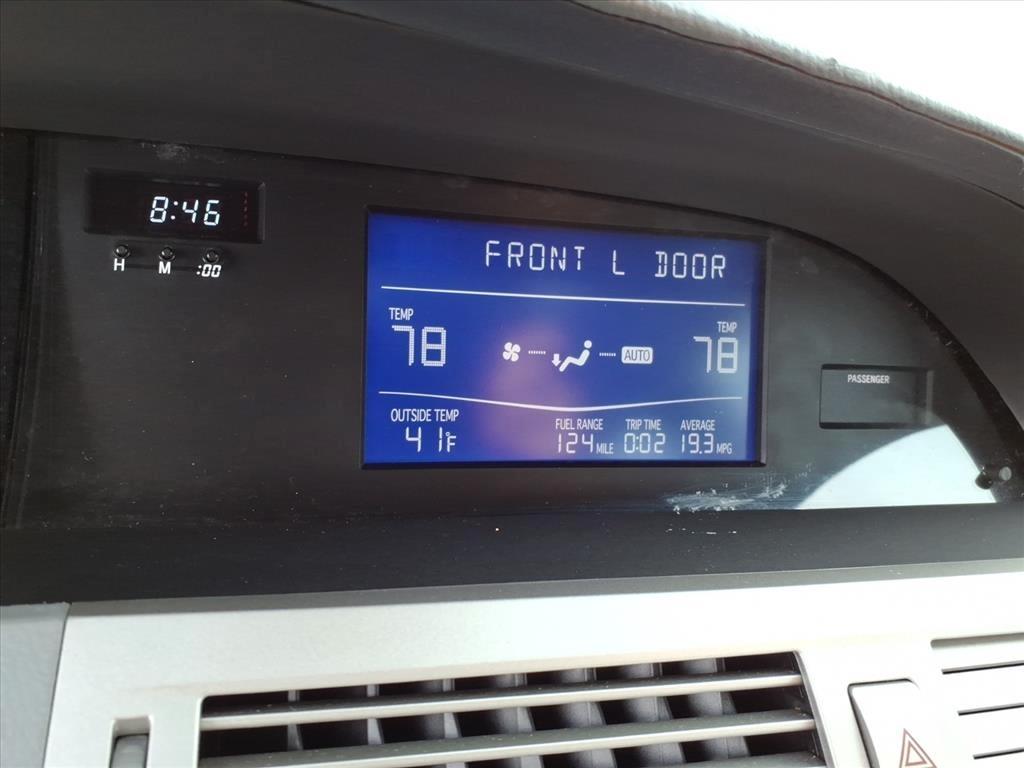 8:46
H M :00
FRONT L DOOR
TEMP
78
AUTO
TEMP
78
OUTSIDE TEMP
41°F
FUEL RANGE
124 MILE
TRIP TIME
0:02
AVERAGE
19.3 MPG
PASSENGER